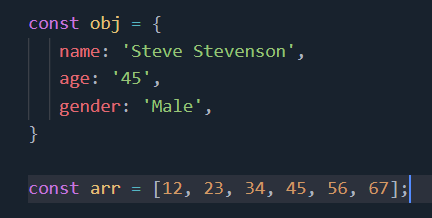 const obj = {
name: 'Steve Stevenson',
age: '45',
gender: 'Male',
}
const arr = [12, 23, 34, 45, 56, 67];